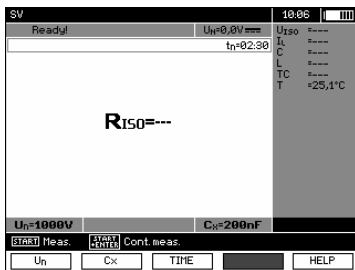 SV 10:06
Ready! UN=0,0V
tn=02:30
UISO =---
IL =---
C =---
L =---
TC =---
T =25,1°C
RISO=---
Un=1000V CX=200nF
START Meas. START +ENTER Cont.meas.
Un Cx TIME HELP